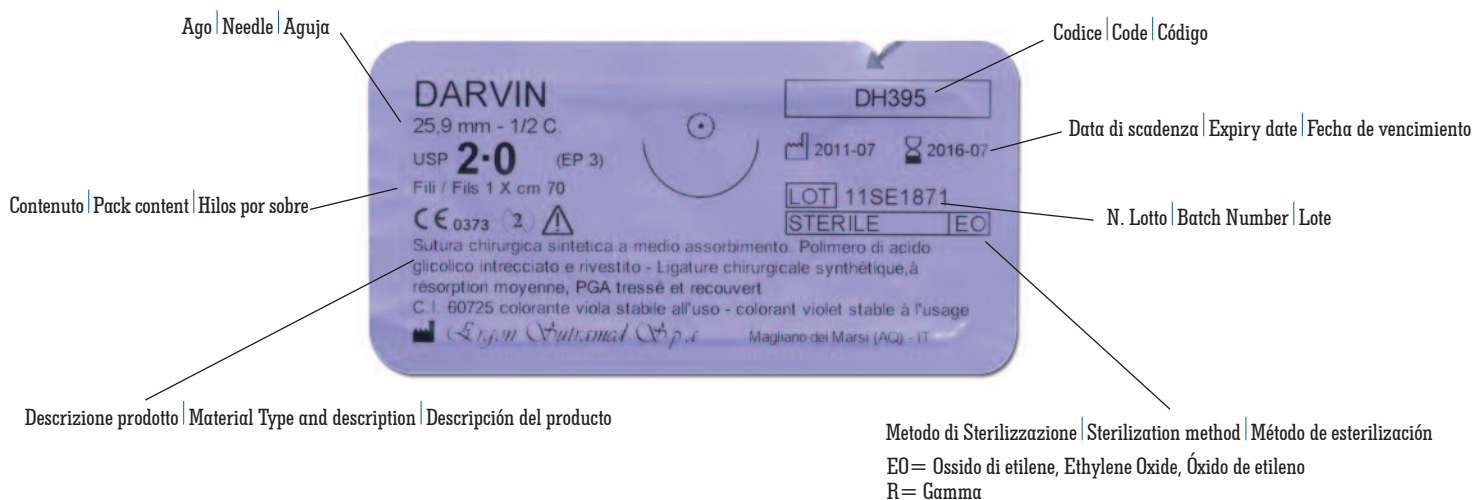 Ago | Needle | Aguja
Codice | Code | Código
DARVIN
25,9 mm - 1/2 C.
USP 2·0 (EP 3)
Fili / Fils 1 X cm 70
DH395
2011-07 2016-07
Data di scadenza | Expiry date | Fecha de vencimiento
Contenuto | Pack content | Hilos por sobre
LOT 11SE1871
N. Lotto | Batch Number | Lote
STERILE EO
CE 0373 2
Sutura chirurgica sintetica a medio assorbimento. Polimero di acido
glicolico intrecciato e rivestito - Ligature chirurgicale synthétique,à
résorption moyenne, PGA tressé et recouvert
C.I. 60725 colorante viola stabile all'uso - colorant violet stable à l'usage
Ergon Sutramed S.p.a Magliano dei Marsi (AQ) - IT
Descrizione prodotto | Material Type and description | Descripción del producto
Metodo di Sterilizzazione | Sterilization method | Método de esterilización
EO= Ossido di etilene, Ethylene Oxide, Óxido de etileno
R= Gamma